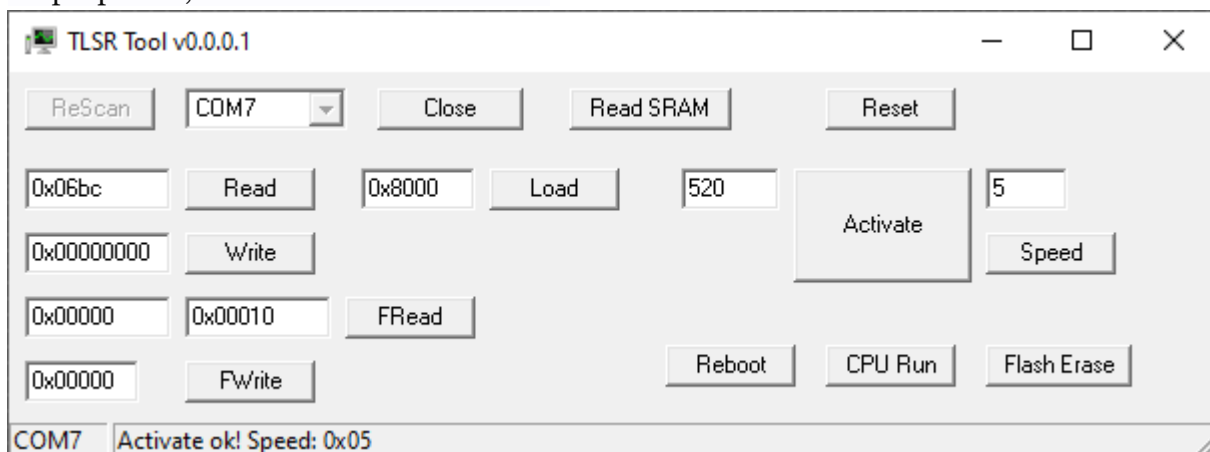 TLSR Tool v0.0.0.1
ReScan COM7 Close Read SRAM Reset
0x06bc Read 0x8000 Load 520 Activate 5
0x00000000 Write Speed
0x00000 0x00010 FRead
Reboot CPU Run Flash Erase
0x00000 FWrite
COM7 Activate ok! Speed: 0x05